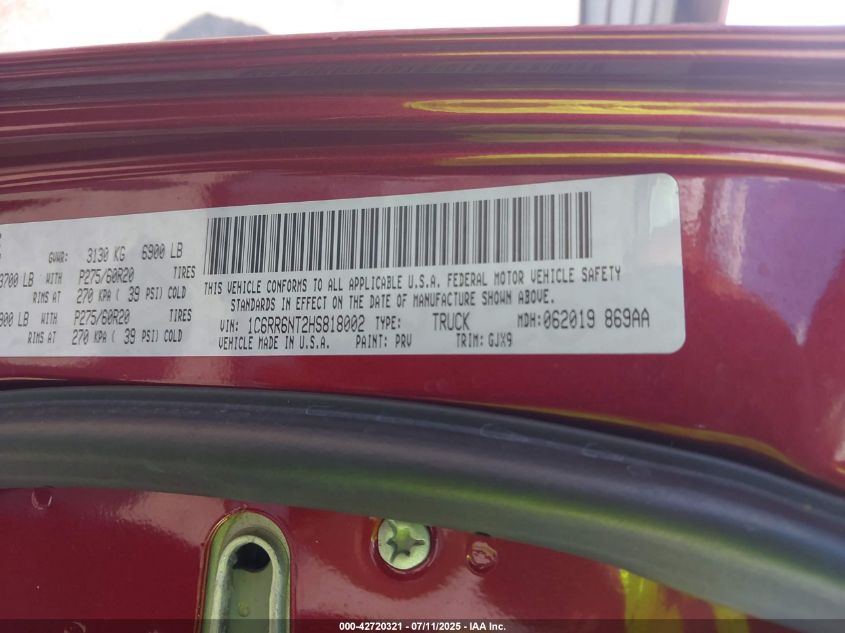 GVWR: 3130 KG 6900 LB
3700 LB WITH P275/60R20 TIRES
RIMS AT 270 KPA ( 39 PSI) COLD
900 LB WITH P275/60R20 TIRES
RIMS AT 270 KPA ( 39 PSI) COLD
THIS VEHICLE CONFORMS TO ALL APPLICABLE U.S.A. FEDERAL MOTOR VEHICLE SAFETY
STANDARDS IN EFFECT ON THE DATE OF MANUFACTURE SHOWN ABOVE.
VIN: 1C6RR6NT2HS818002 TYPE: TRUCK MDH:062019 869AA
VEHICLE MADE IN U.S.A. PAINT: PRV TRIM: GJX9
000-42720321 - 07/11/2025 - IAA Inc.